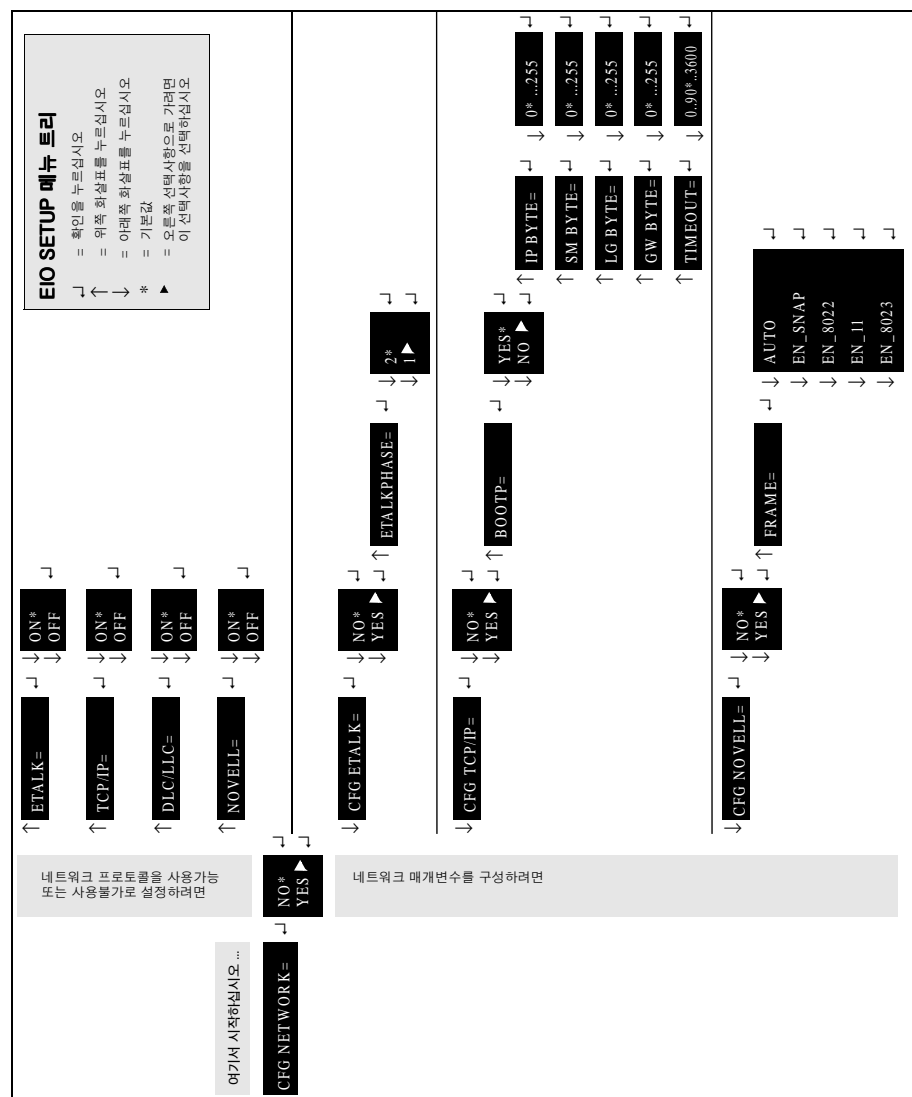 EIO SETUP 메뉴 트리
↵ = 확인을 누르십시오
↑ = 위쪽 화살표를 누르십시오
↓ = 아래쪽 화살표를 누르십시오
* = 기본값
▶ = 오른쪽 선택사항으로 가려면
이 선택사항을 선택하십시오
여기서 시작하십시오 ...
CFG NETWORK=
NO*
YES ▶
네트워크 프로토콜을 사용가능
또는 사용불가로 설정하려면
ETALK=
ON*
OFF
TCP/IP=
ON*
OFF
DLC/LLC=
ON*
OFF
NOVELL=
ON*
OFF
네트워크 매개변수를 구성하려면
CFG ETALK=
NO*
YES ▶
ETALKPHASE=
2*
1 ▶
CFG TCP/IP=
NO*
YES ▶
BOOTP=
YES*
NO ▶
IP BYTE=
0* ...255
SM BYTE=
0* ...255
LG BYTE=
0* ...255
GW BYTE=
0* ...255
TIMEOUT=
0..90*..3600
CFG NOVELL=
NO*
YES ▶
FRAME=
AUTO
EN_SNAP
EN_8022
EN_II
EN_8023